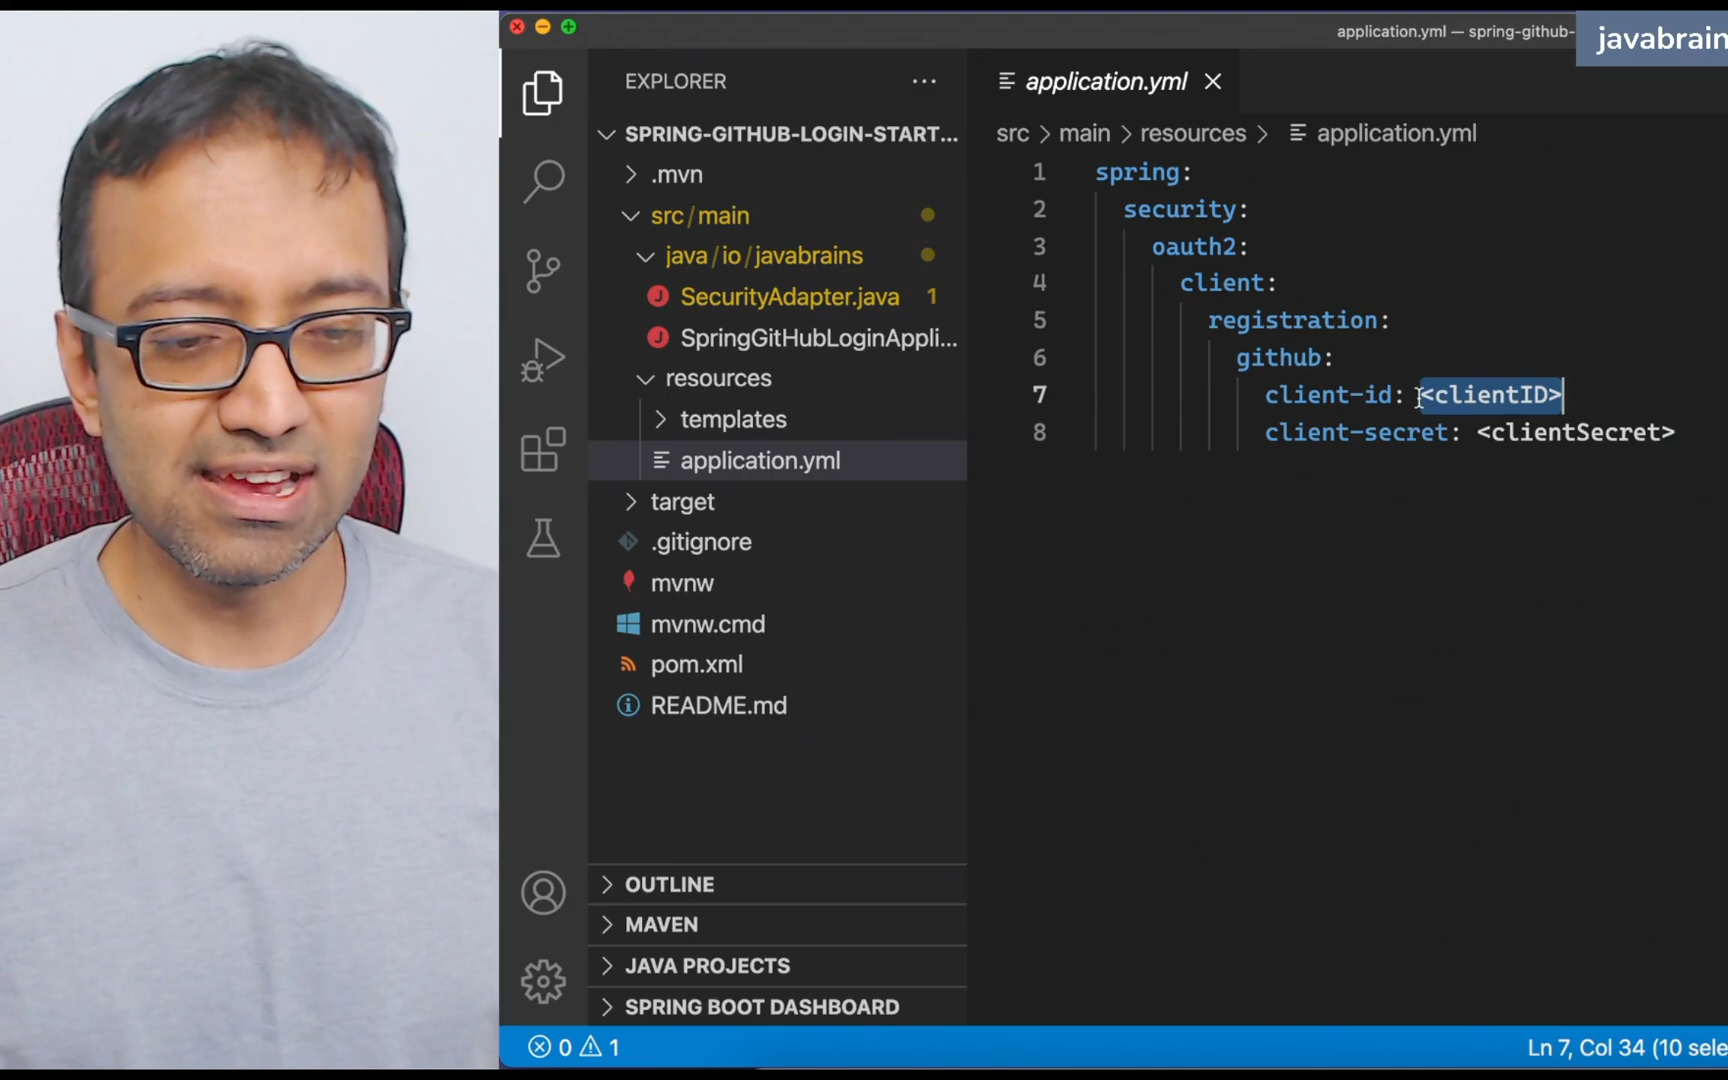 application.yml — spring-github-
javabrain
EXPLORER
SPRING-GITHUB-LOGIN-START...
.mvn
src/main
java/io/javabrains
SecurityAdapter.java 1
SpringGitHubLoginAppli...
resources
templates
application.yml
target
.gitignore
mvnw
mvnw.cmd
pom.xml
README.md
OUTLINE
MAVEN
JAVA PROJECTS
SPRING BOOT DASHBOARD
application.yml
src > main > resources > application.yml
1 spring:
2 security:
3 oauth2:
4 client:
5 registration:
6 github:
7 client-id: <clientID>
8 client-secret: <clientSecret>
0 1
Ln 7, Col 34 (10 sele